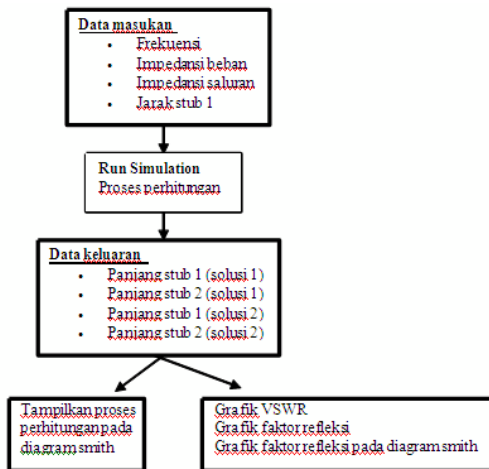 Data masukan
• Frekuensi
• Impedansi beban
• Impedansi saluran
• Jarak stub 1
Run Simulation
Proses perhitungan
Data keluaran
• Panjang stub 1 (solusi 1)
• Panjang stub 2 (solusi 1)
• Panjang stub 1 (solusi 2)
• Panjang stub 2 (solusi 2)
Tampilkan proses
perhitungan pada
diagram smith
Grafik VSWR
Grafik faktor refleksi
Grafik faktor refleksi pada diagram smith